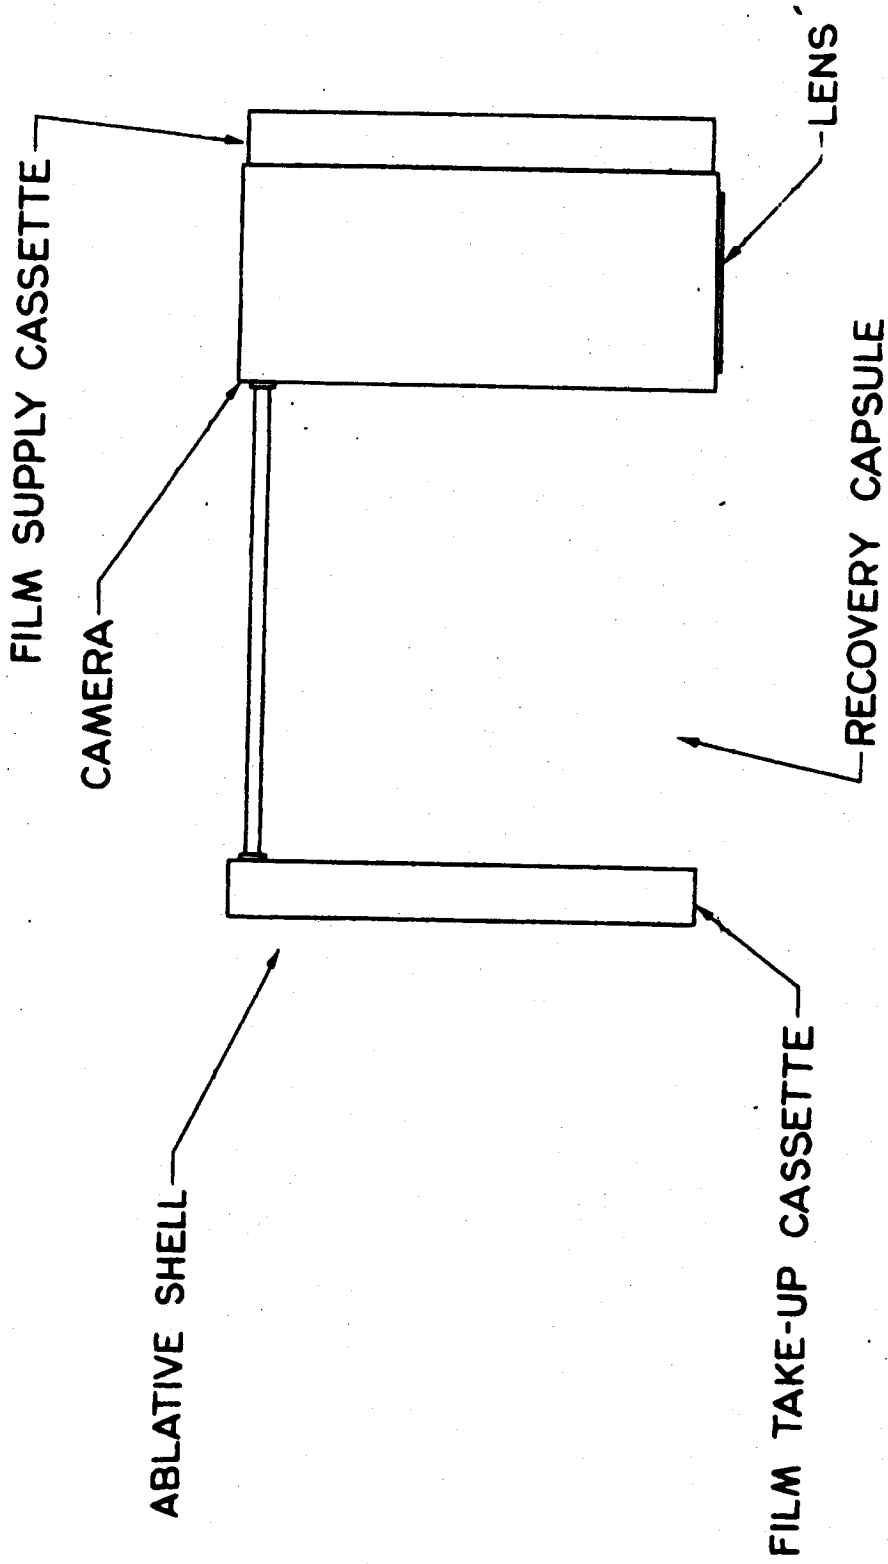 FILM SUPPLY CASSETTE
CAMERA
ABLATIVE SHELL
LENS
RECOVERY CAPSULE
FILM TAKE-UP CASSETTE